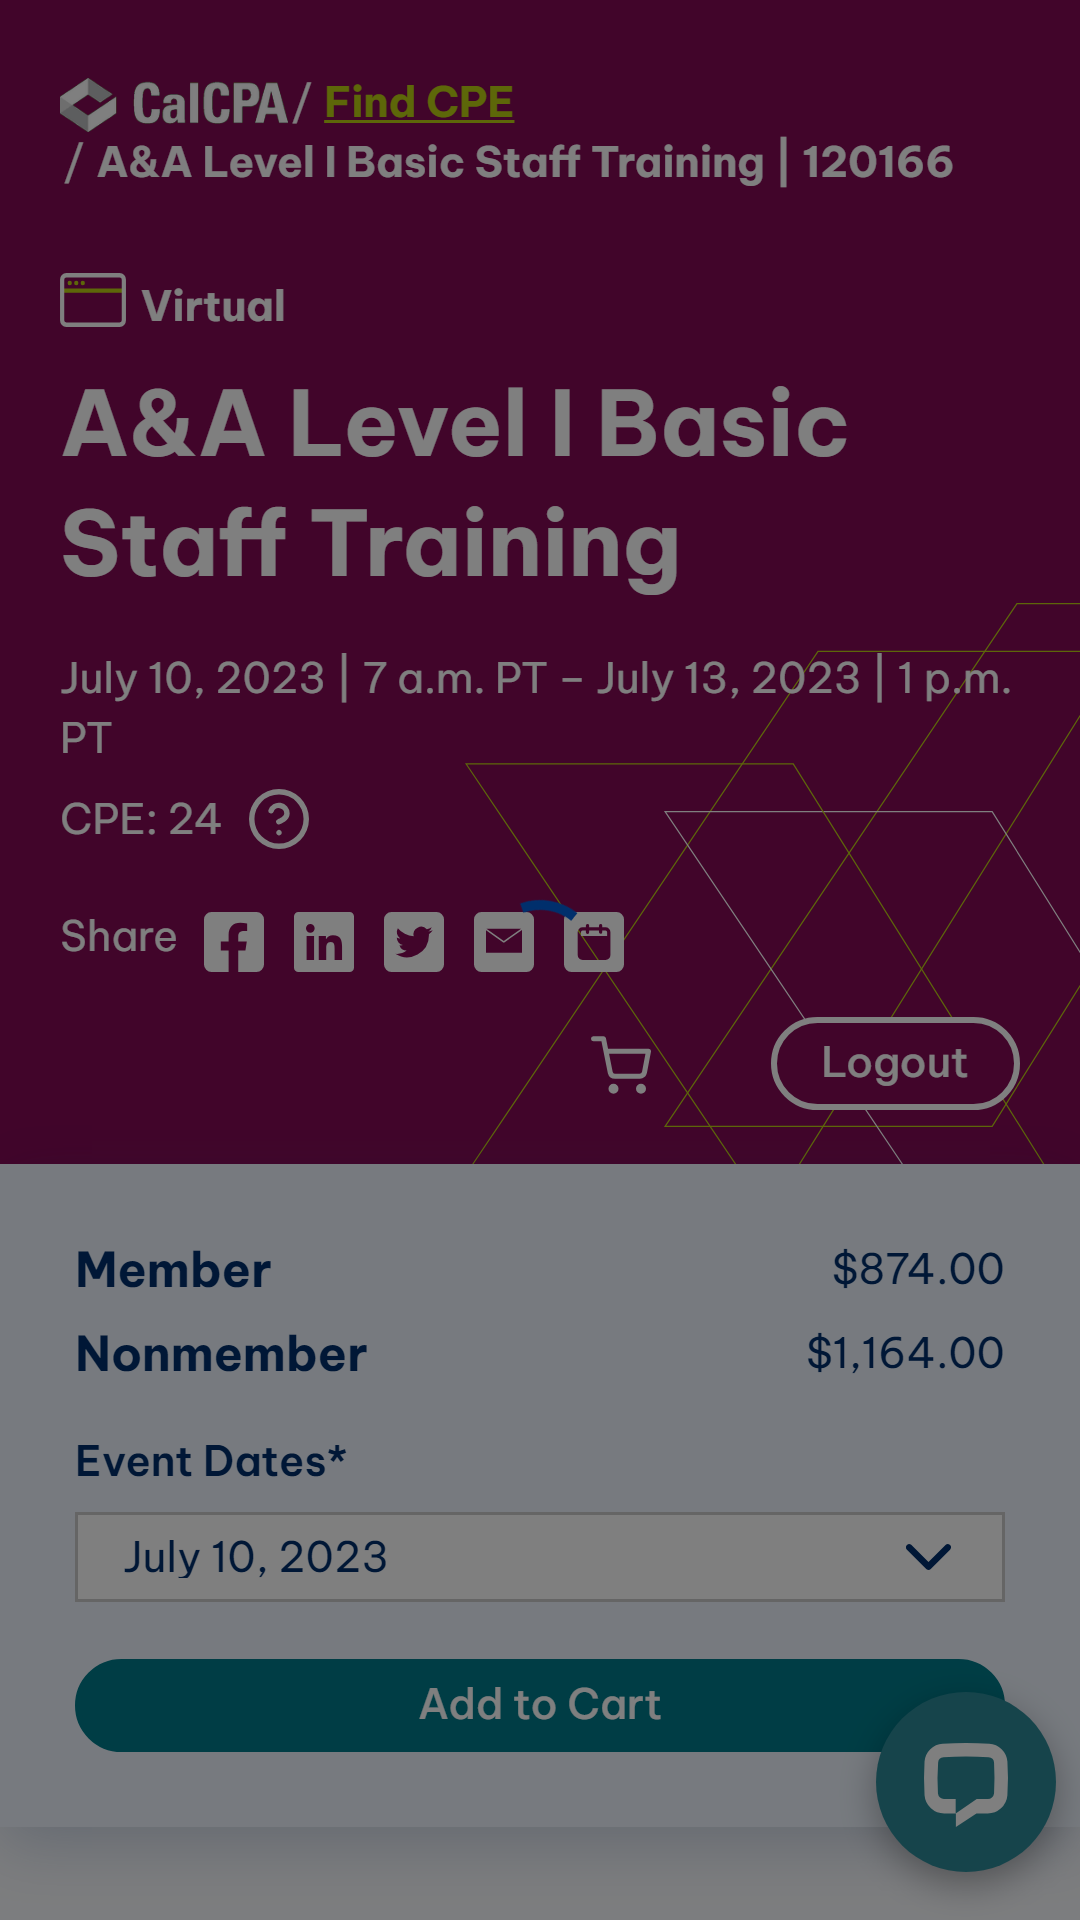 CalCPA / Find CPE
/ A&A Level I Basic Staff Training | 120166
Virtual
A&A Level I Basic
Staff Training
July 10, 2023 | 7 a.m. PT – July 13, 2023 | 1 p.m.
PT
CPE: 24 ?
Share
Logout
Member $874.00
Nonmember $1,164.00
Event Dates*
July 10, 2023
Add to Cart